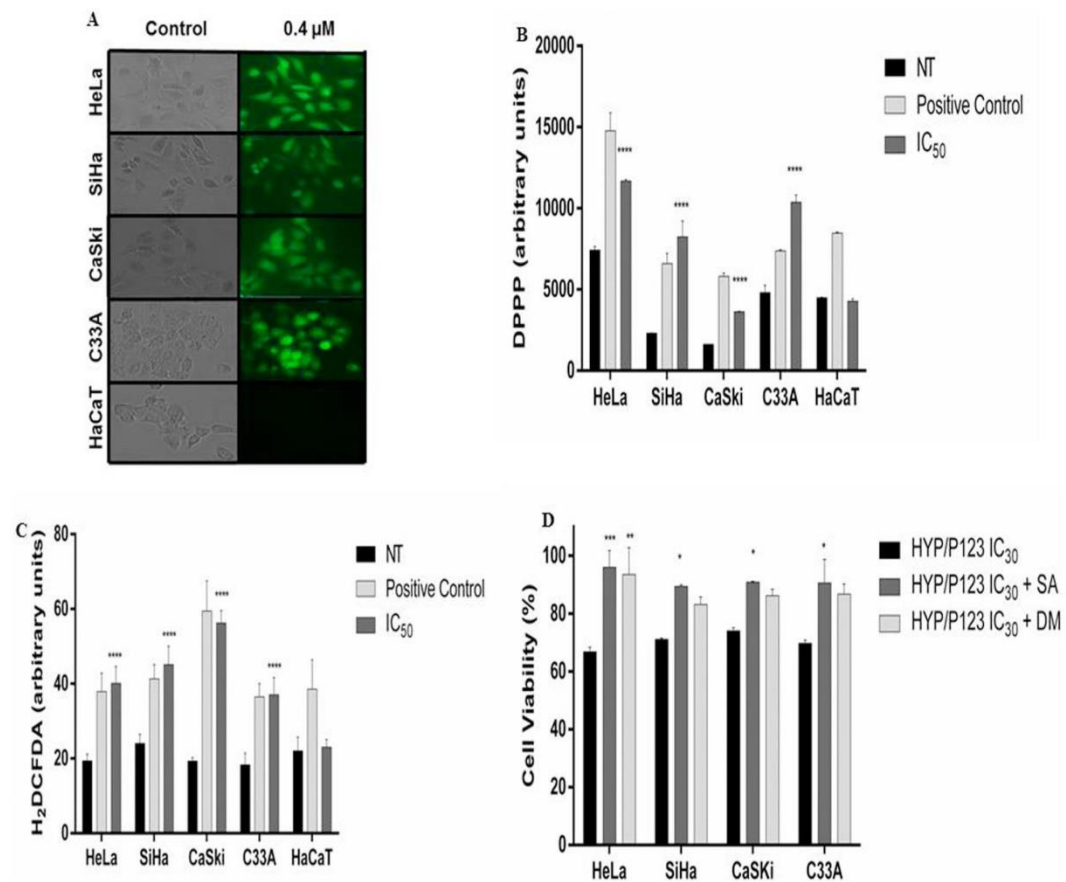 A
Control 0.4 µM
HeLa
SiHa
CaSki
C33A
HaCaT
B
DPPP (arbitrary units)
20000
15000
10000
5000
0
**** **** **** ****
HeLa SiHa CaSki C33A HaCaT
NT
Positive Control
IC50
C
H2DCFDA (arbitrary units)
80
60
40
20
0
**** **** **** ****
HeLa SiHa CaSki C33A HaCaT
NT
Positive Control
IC50
D
Cell Viability (%)
100
80
60
40
20
0
*** ** * * *
HeLa SiHa CaSKi C33A
HYP/P123 IC30
HYP/P123 IC30 + SA
HYP/P123 IC30 + DM